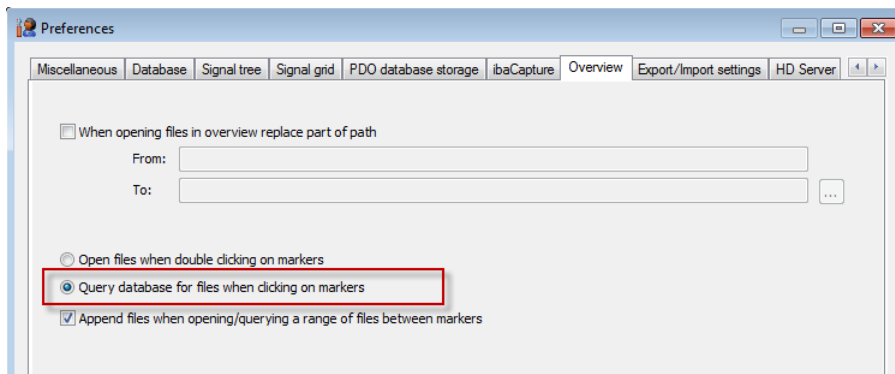 Preferences
Miscellaneous Database Signal tree Signal grid PDO database storage ibaCapture Overview Export/Import settings HD Server
When opening files in overview replace part of path
From:
To:
...
Open files when double clicking on markers
Query database for files when clicking on markers
Append files when opening/querying a range of files between markers